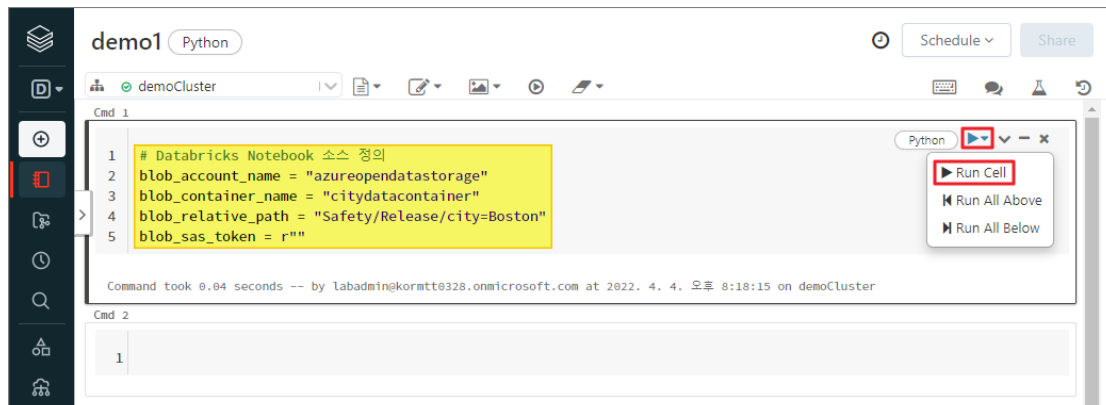 demo1 Python
Schedule Share
D demoCluster
Cmd 1
Python
1 # Databricks Notebook 소스 정의
2 blob_account_name = "azureopendatastorage"
3 blob_container_name = "citydatacontainer"
4 blob_relative_path = "Safety/Release/city=Boston"
5 blob_sas_token = r""
Run Cell
Run All Above
Run All Below
Command took 0.04 seconds -- by labadmin@kormtt0328.onmicrosoft.com at 2022. 4. 4. 오후 8:18:15 on demoCluster
Cmd 2
1